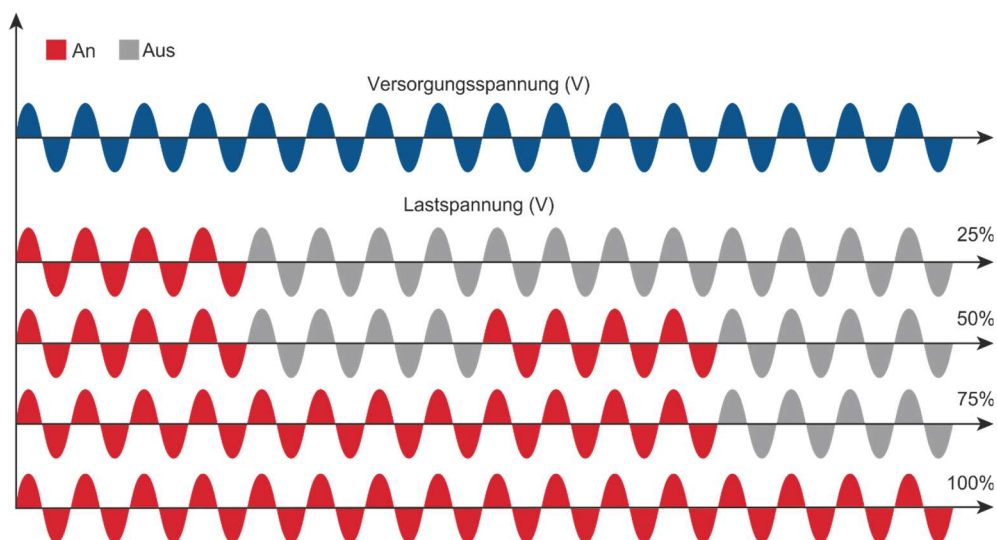 An Aus
Versorgungsspannung (V)
Lastspannung (V)
25%
50%
75%
100%